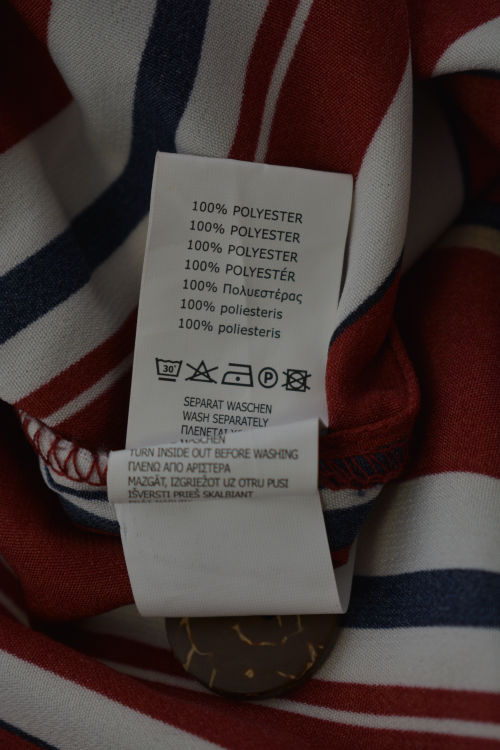 100% POLYESTER
100% POLYESTER
100% POLYESTER
100% POLYESTÉR
100% Πολυεστέρας
100% poliesteris
100% poliesteris
30°
P
SEPARAT WASCHEN
WASH SEPARATELY
ΠΛΕΝΕΤΑΙ
WASCHEN
TURN INSIDE OUT BEFORE WASHING
ΠΛΕΝΩ ΑΠΟ ΑΡΙΣΤΕΡΑ
MAZGĀT, IZGRIEŽOT UZ OTRU PUSI
IŠVERSTI PRIEŠ SKALBIANT